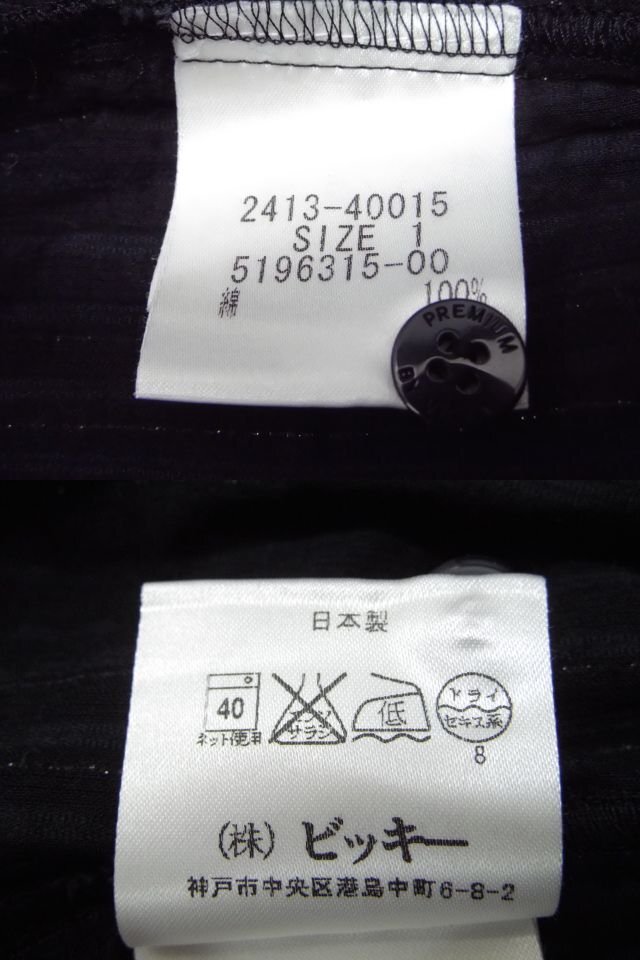 2413-40015
SIZE 1
5196315-00
綿 100%
PREMIUM
日本製
40
ネット使用
エンソ
サラシ
低
ドライ
セキユ系
8
(株) ビッキー
神戸市中央区港島中町6-8-2